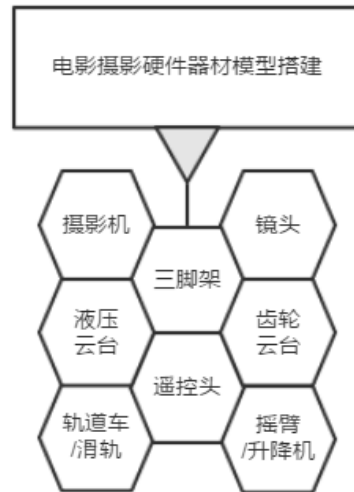 电影摄影硬件器材模型搭建
摄影机
镜头
三脚架
液压
云台
齿轮
云台
遥控头
轨道车
/滑轨
摇臂
/升降机